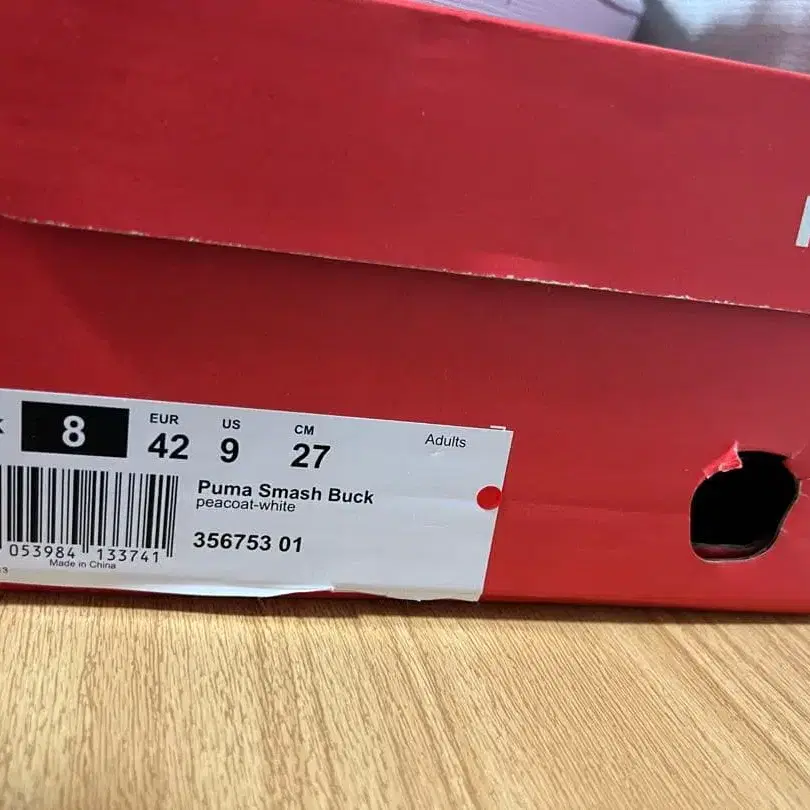 8 EUR 42 US 9 CM 27 Adults
Puma Smash Buck
peacoat-white
356753 01
053984 133741
Made in China